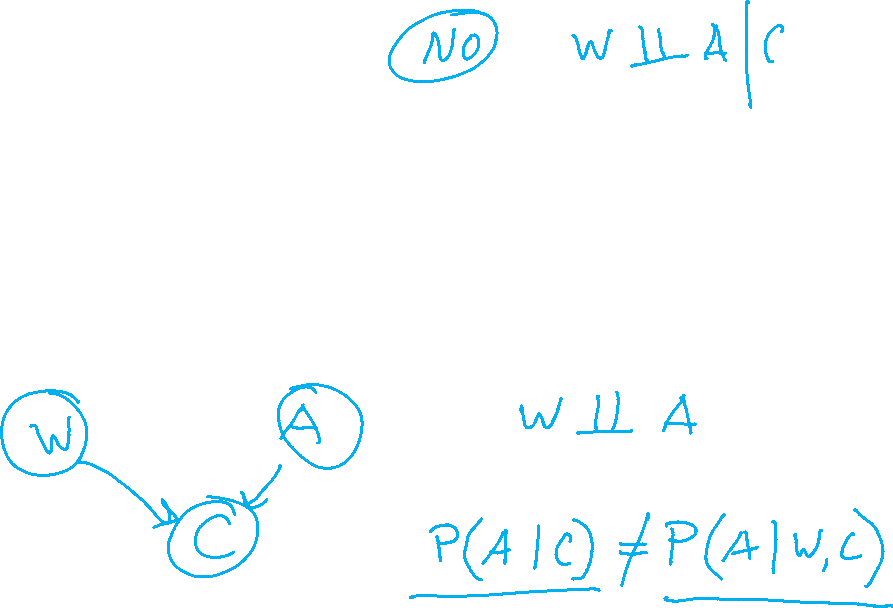 NO W ⫫ A | C
W A W ⫫ A
C P(A|C) ≠ P(A|W,C)